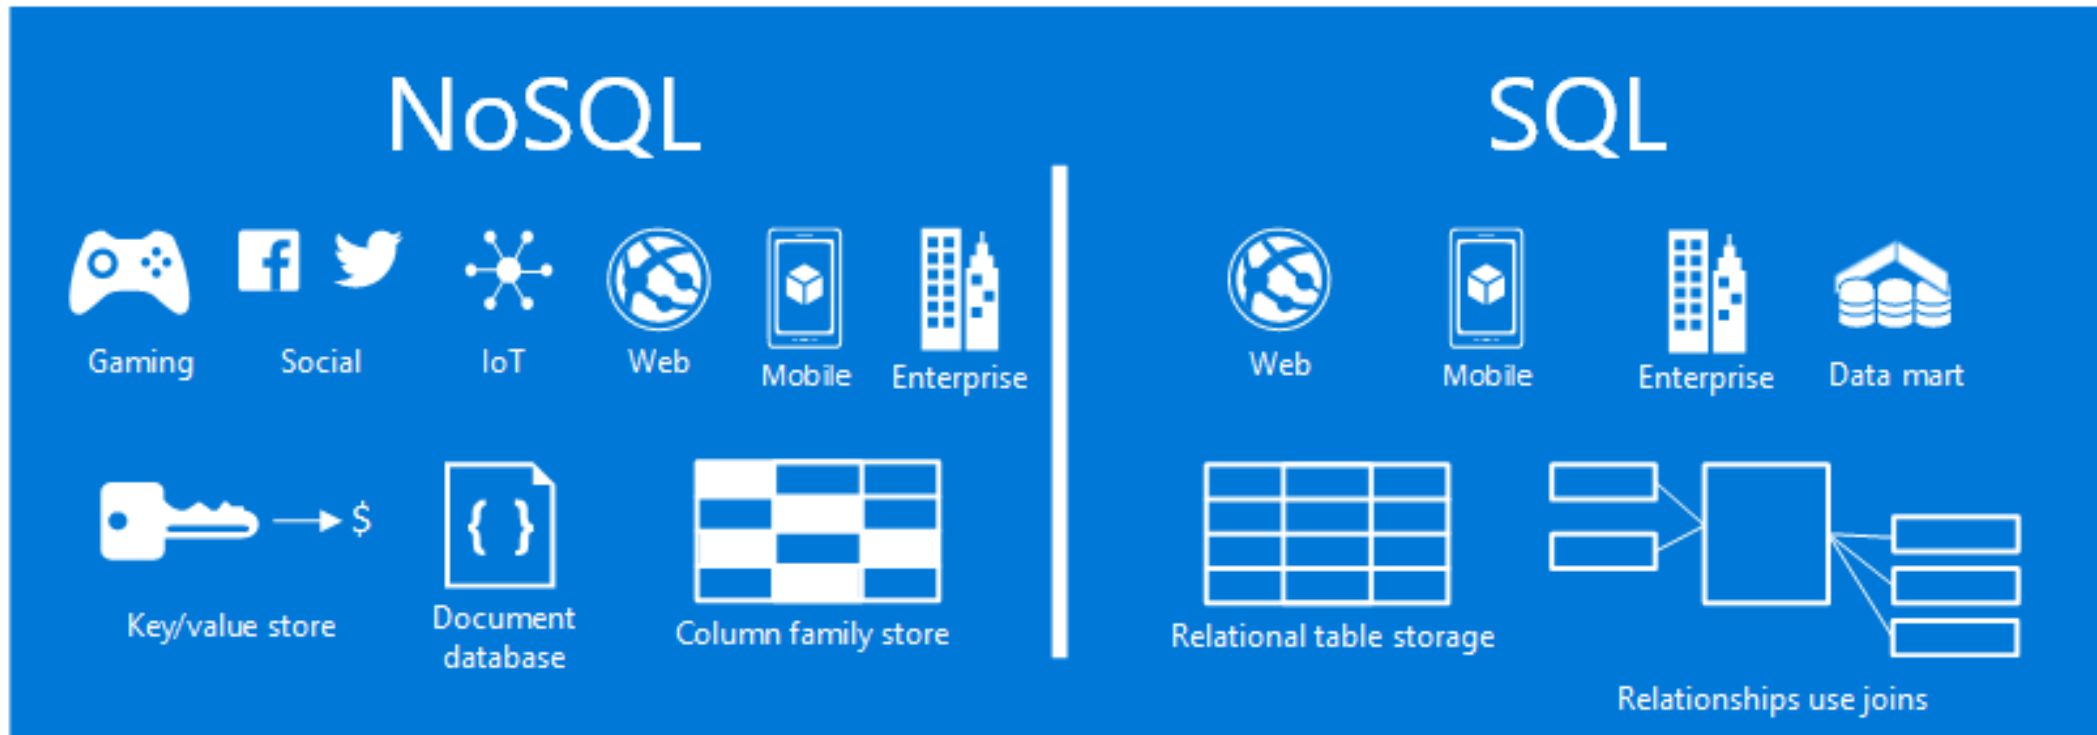 NoSQL
SQL
Gaming
Social
IoT
Web
Mobile
Enterprise
Web
Mobile
Enterprise
Data mart
$
{ }
Key/value store
Document
database
Column family store
Relational table storage
Relationships use joins